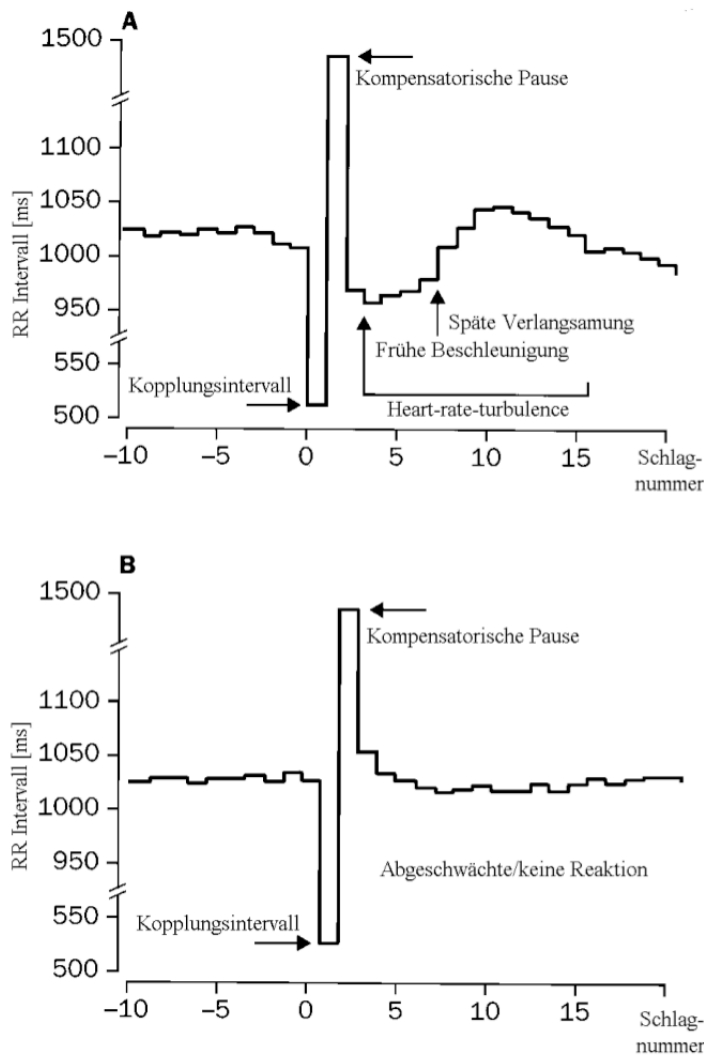 A
1500
Kompensatorische Pause
1100
1050
1000
950
550
500
RR Intervall [ms]
Späte Verlangsamung
Frühe Beschleunigung
Kopplungsintervall
Heart-rate-turbulence
−10 −5 0 5 10 15 Schlag-
nummer
B
1500
Kompensatorische Pause
1100
1050
1000
950
550
500
RR Intervall [ms]
Abgeschwächte/keine Reaktion
Kopplungsintervall
−10 −5 0 5 10 15 Schlag-
nummer